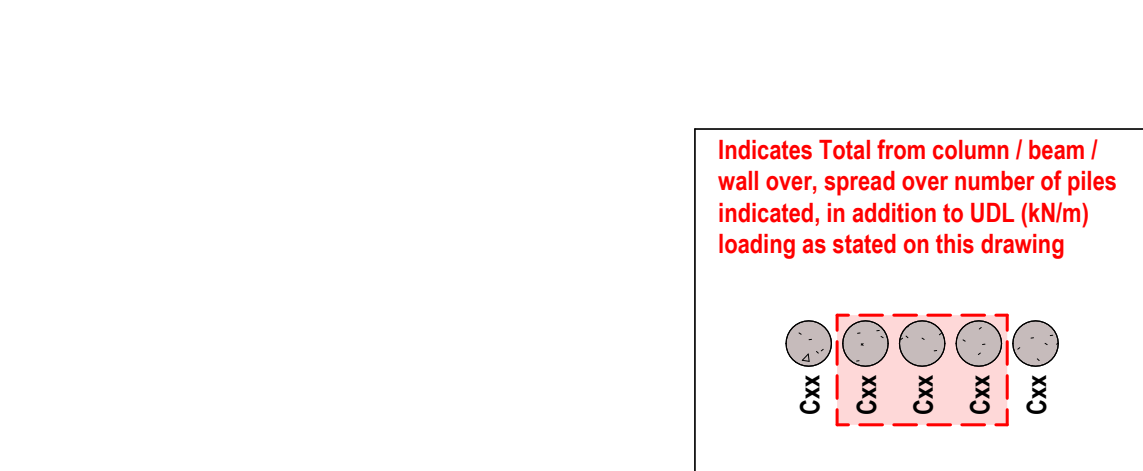 Indicates Total from column / beam /
wall over, spread over number of piles
indicated, in addition to UDL (kN/m)
loading as stated on this drawing
Cxx
Cxx
Cxx
Cxx
Cxx